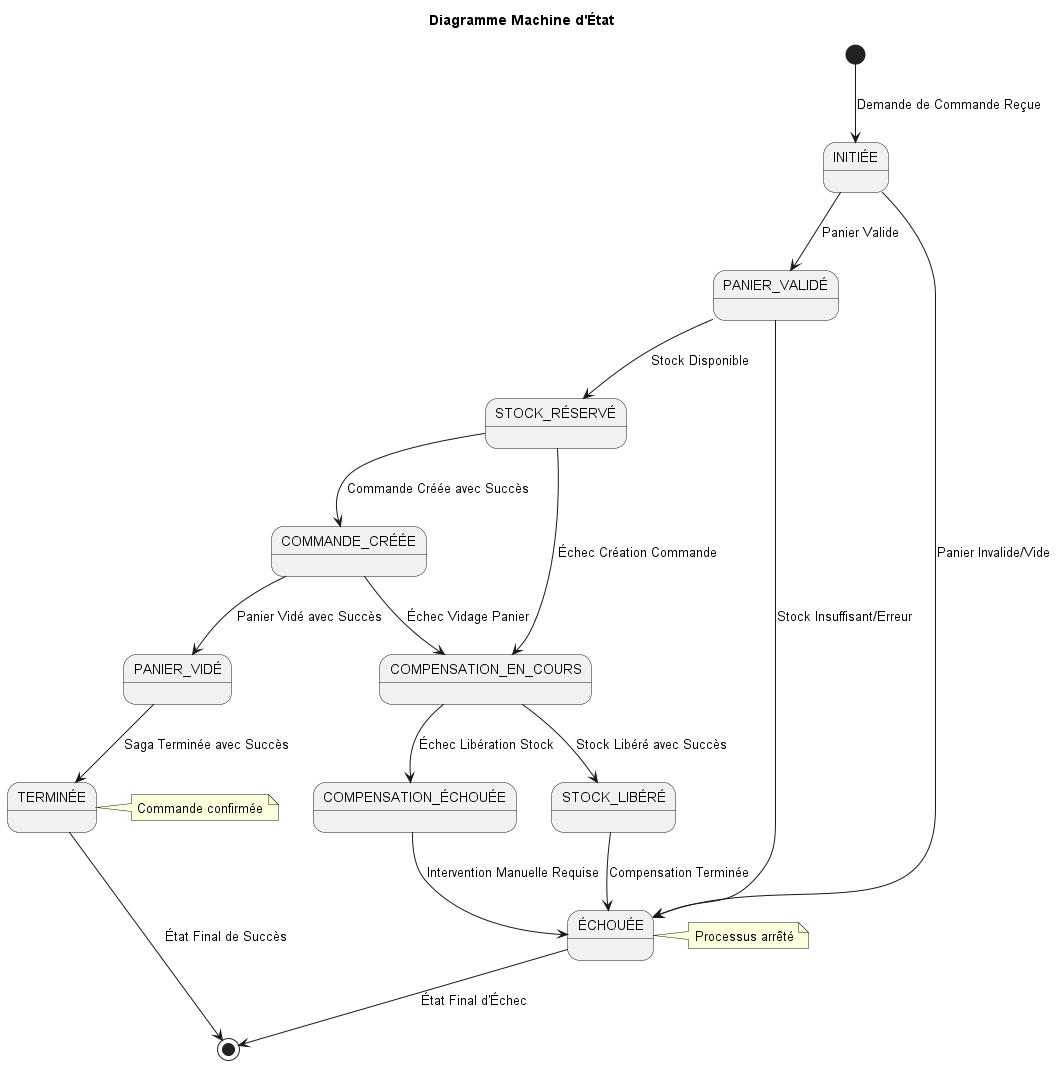 Diagramme Machine d'État
Demande de Commande Reçue
INITIÉE
Panier Valide
PANIER_VALIDÉ
Stock Disponible
STOCK_RÉSERVÉ
Commande Créée avec Succès
COMMANDE_CRÉÉE
Échec Création Commande
Panier Invalide/Vide
Panier Vidé avec Succès
Échec Vidage Panier
Stock Insuffisant/Erreur
PANIER_VIDÉ
COMPENSATION_EN_COURS
Saga Terminée avec Succès
Échec Libération Stock
Stock Libéré avec Succès
TERMINÉE
Commande confirmée
COMPENSATION_ÉCHOUÉE
STOCK_LIBÉRÉ
Intervention Manuelle Requise
Compensation Terminée
ÉCHOUÉE
Processus arrêté
État Final de Succès
État Final d'Échec